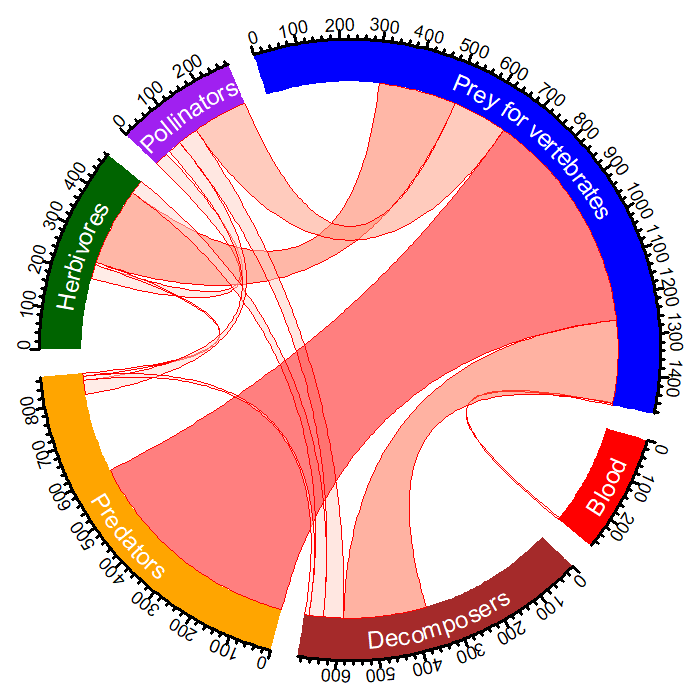 Prey for vertebrates
0 100 200 300 400 500 600 700 800 900 1000 1100 1200 1300 1400
Blood
0 100 200
Decomposers
0 100 200 300 400 500 600
Predators
0 100 200 300 400 500 600 700 800
Herbivores
0 100 200 300 400
Pollinators
0 100 200